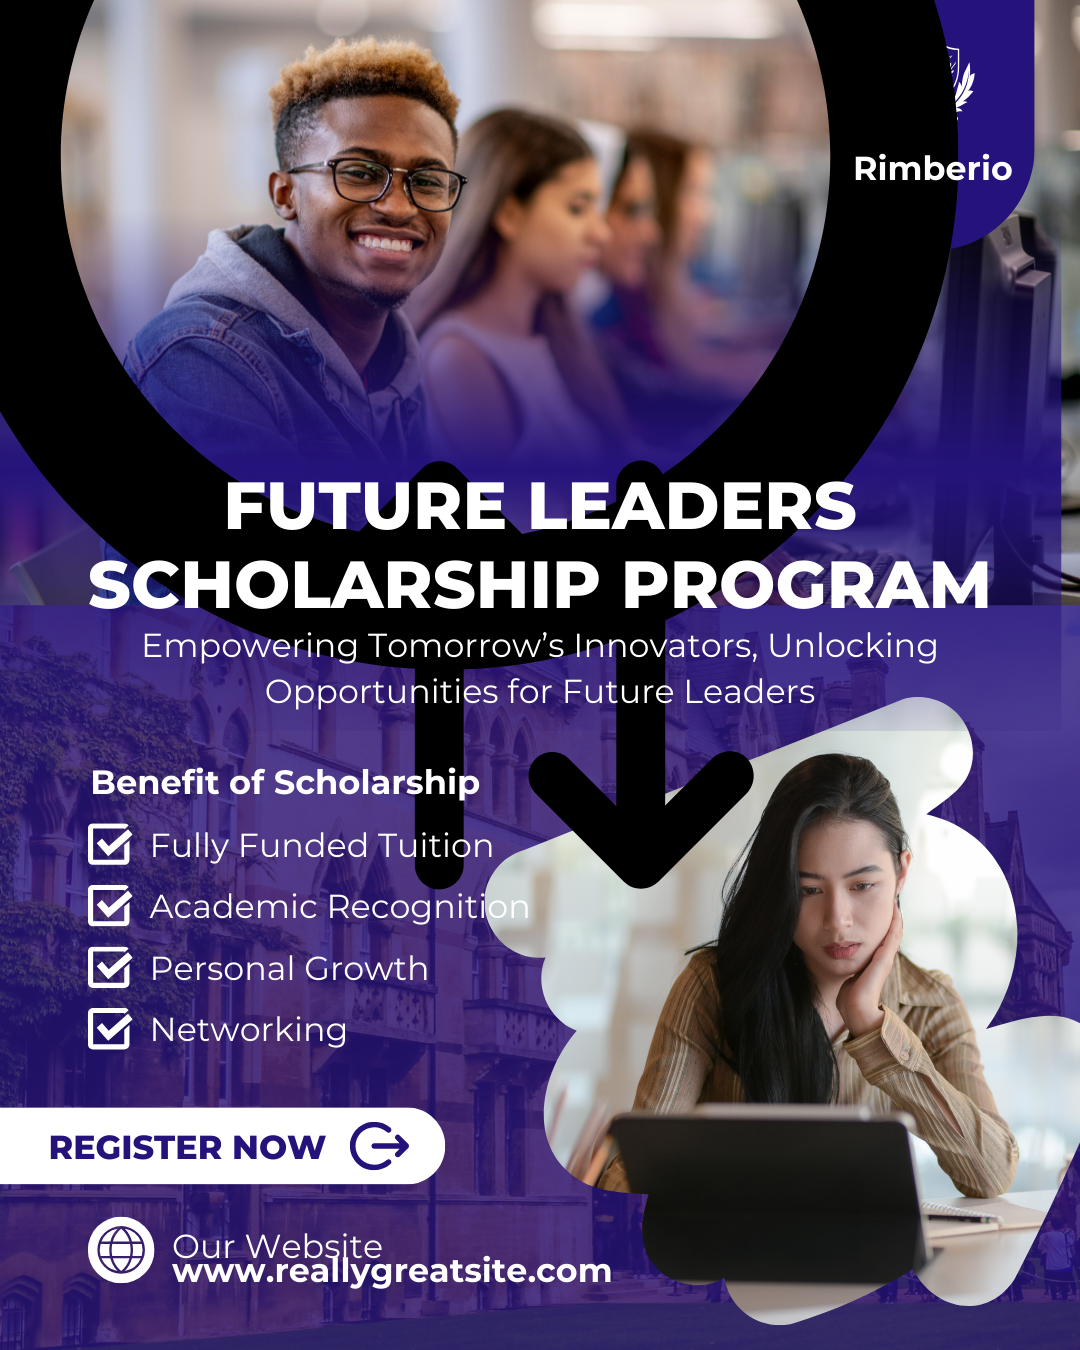 Rimberio
FUTURE LEADERS
SCHOLARSHIP PROGRAM
Empowering Tomorrow’s Innovators, Unlocking
Opportunities for Future Leaders
Benefit of Scholarship
Fully Funded Tuition
Academic Recognition
Personal Growth
Networking
REGISTER NOW
Our Website
www.reallygreatsite.com